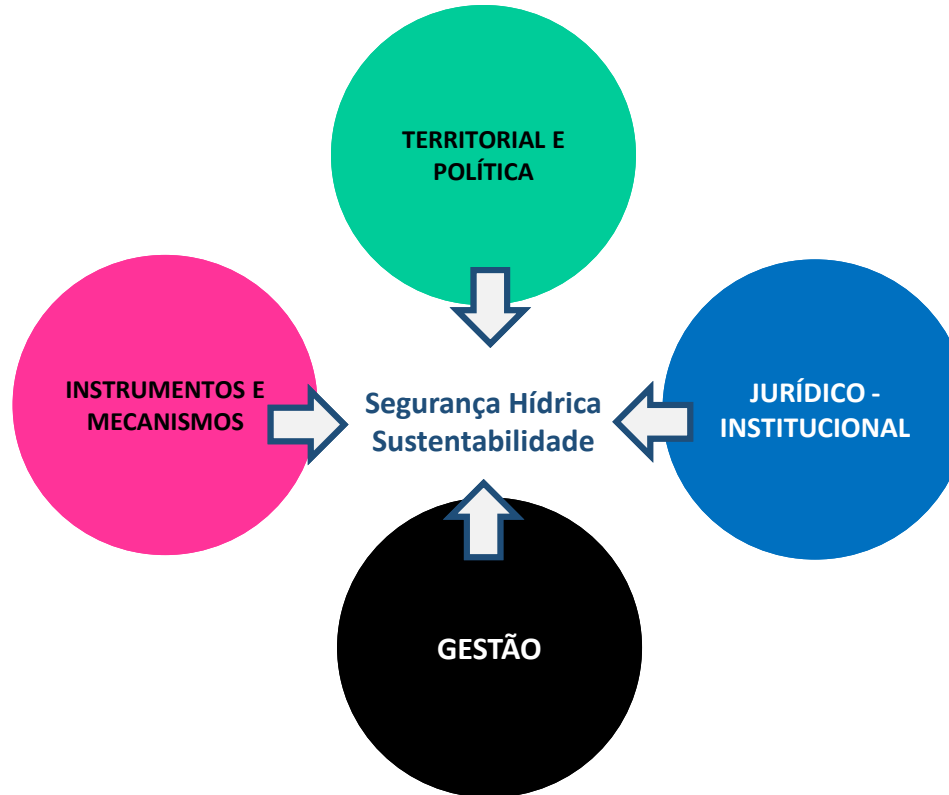 TERRITORIAL E
POLÍTICA
INSTRUMENTOS E
MECANISMOS
Segurança Hídrica
Sustentabilidade
JURÍDICO -
INSTITUCIONAL
GESTÃO